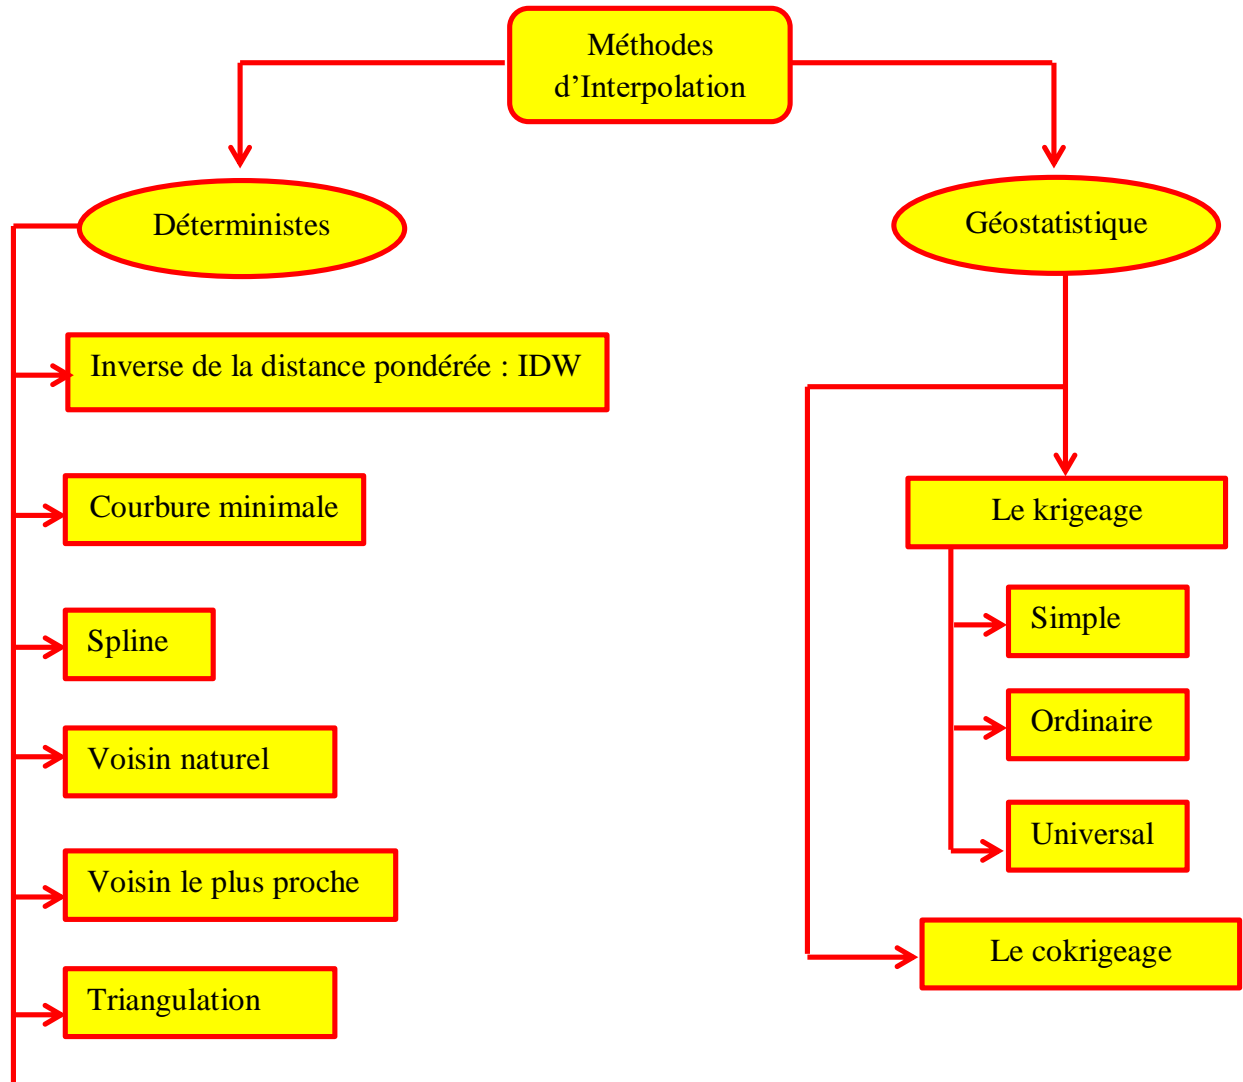 Méthodes
d’Interpolation
Déterministes
Géostatistique
Inverse de la distance pondérée : IDW
Courbure minimale
Spline
Voisin naturel
Voisin le plus proche
Triangulation
Le krigeage
Simple
Ordinaire
Universal
Le cokrigeage